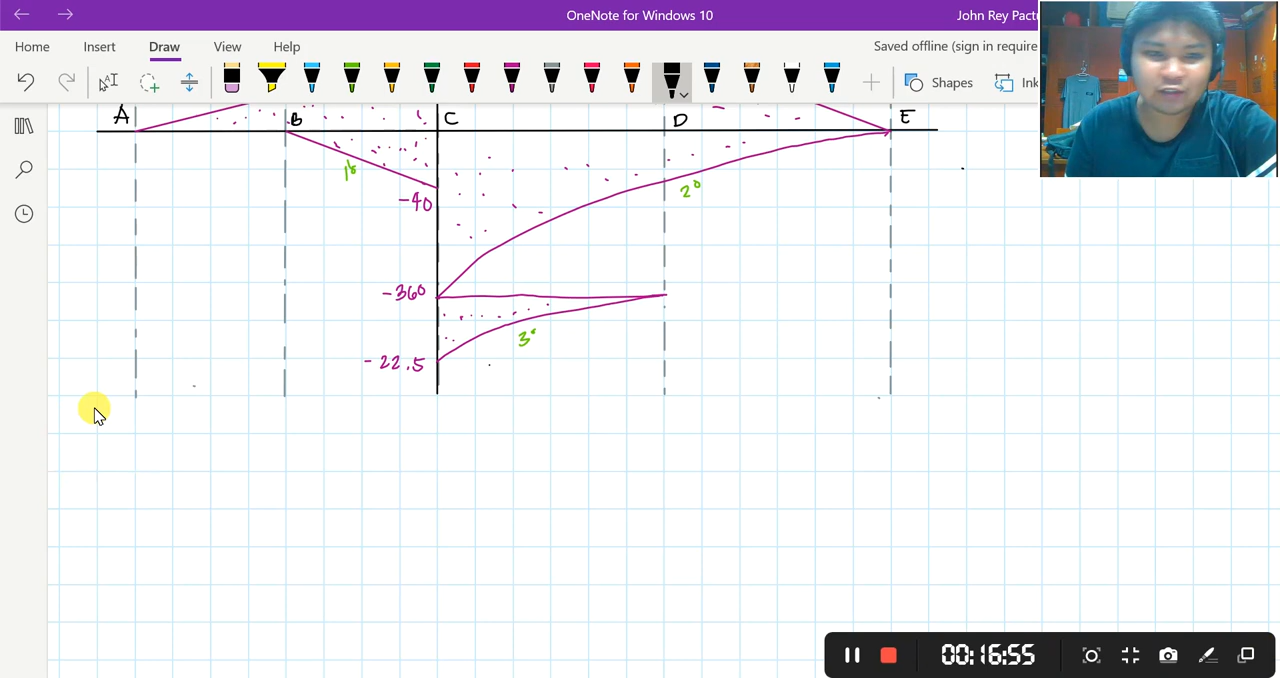 OneNote for Windows 10
John Rey Pact
Home Insert Draw View Help
Saved offline (sign in require
Shapes
Ink
A B C D E
1°
-40
2°
-360
3°
-22.5
00:16:55